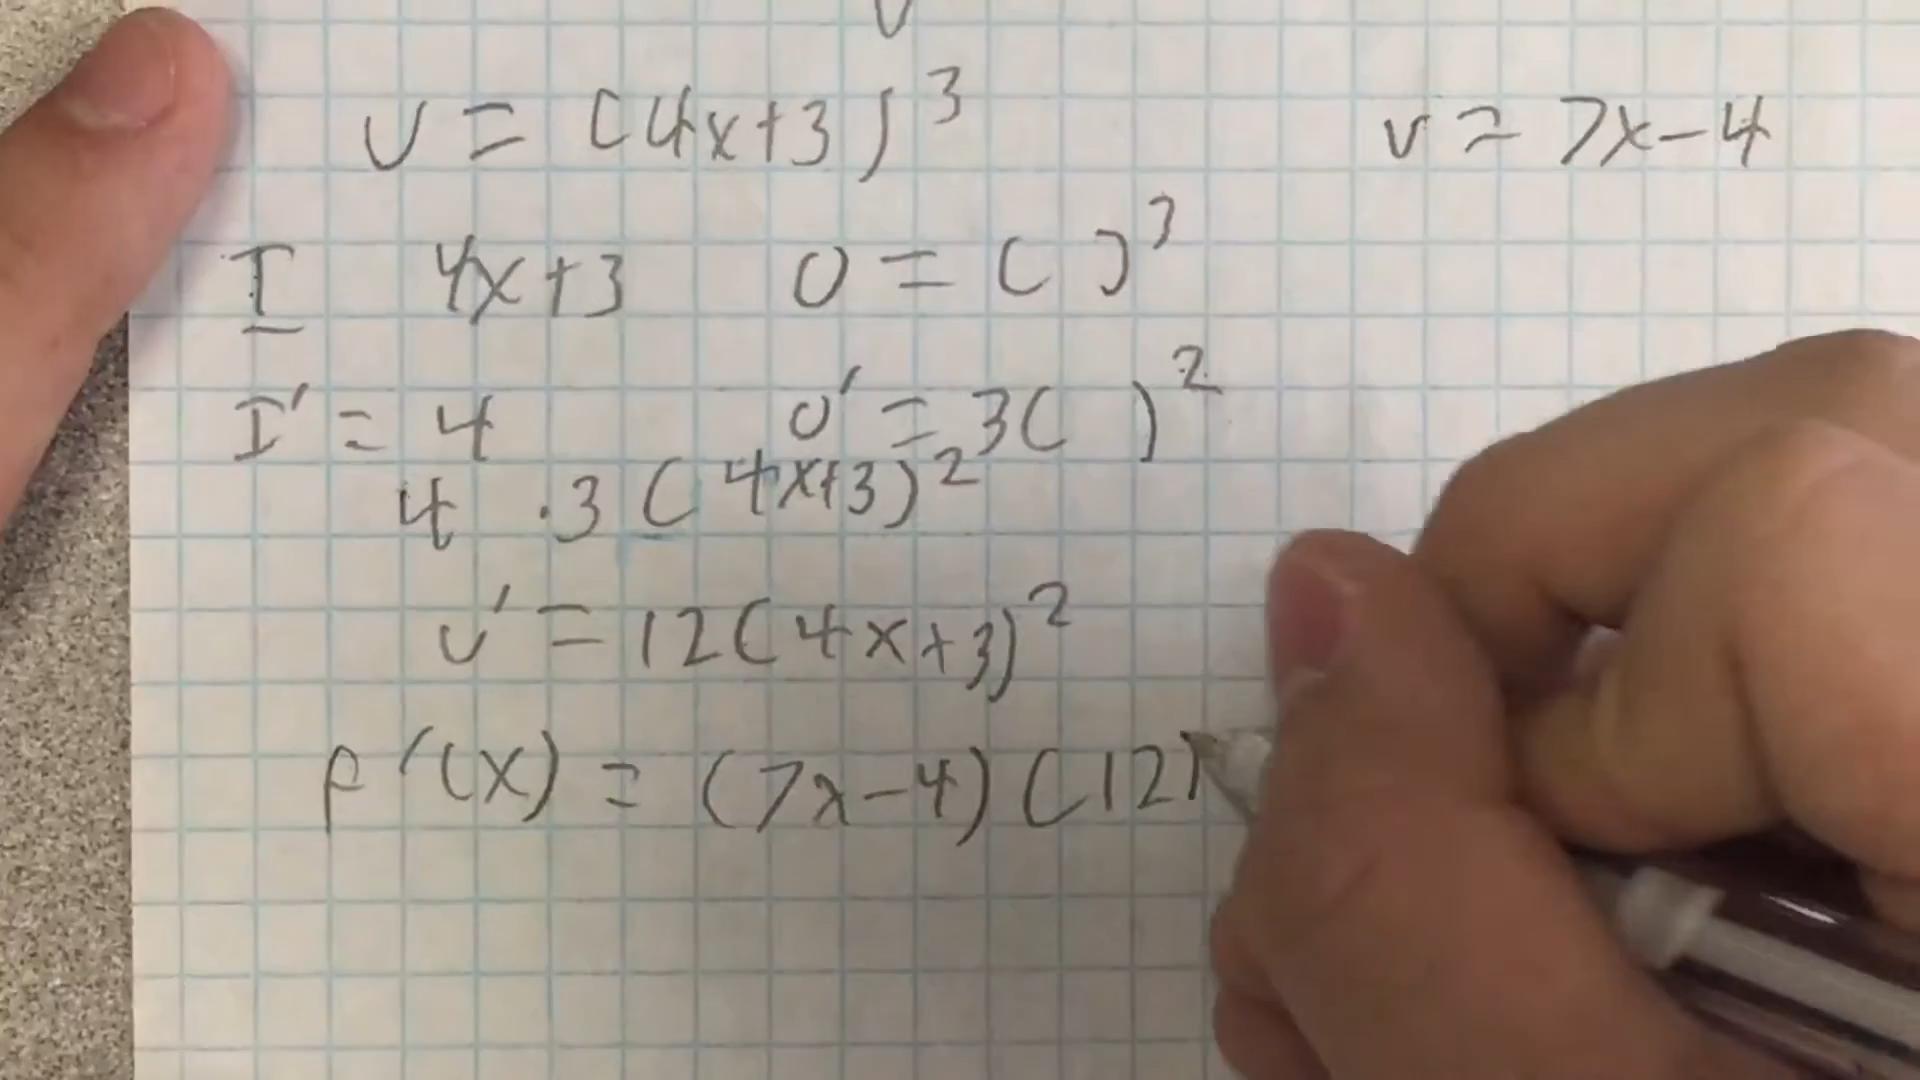 U = (4x+3)³ v = 7x-4
I 4x+3 O = ( )³
I' = 4 O' = 3( )²
4 · 3 (4x+3)²
u' = 12(4x+3)²
f'(x) = (7x-4)(12)